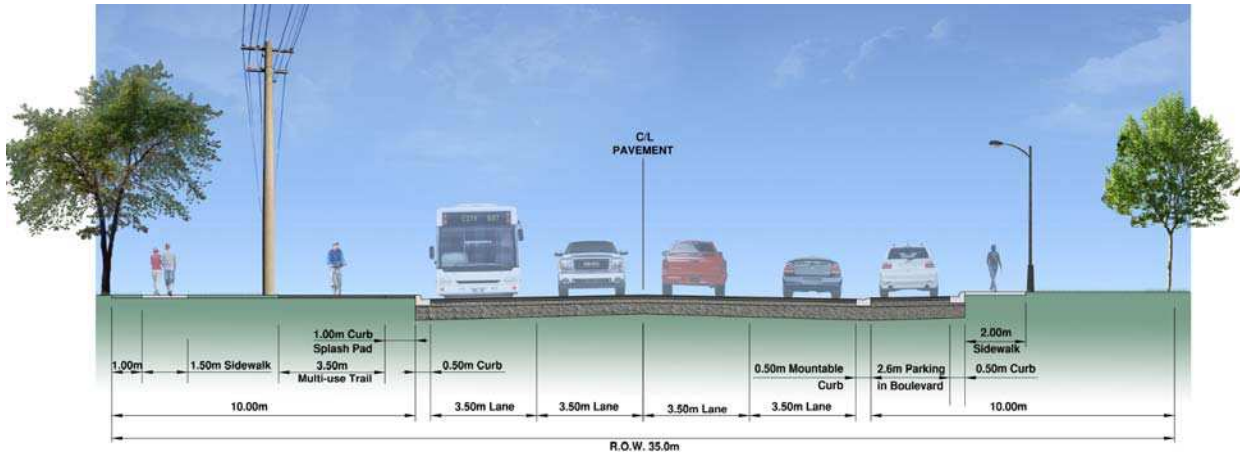 C/L
PAVEMENT
1.00m Curb
Splash Pad
2.00m
Sidewalk
1.00m
1.50m Sidewalk
3.50m
Multi-use Trail
0.50m Curb
0.50m Mountable
Curb
2.6m Parking
in Boulevard
0.50m Curb
10.00m
3.50m Lane
3.50m Lane
3.50m Lane
3.50m Lane
10.00m
R.O.W. 35.0m